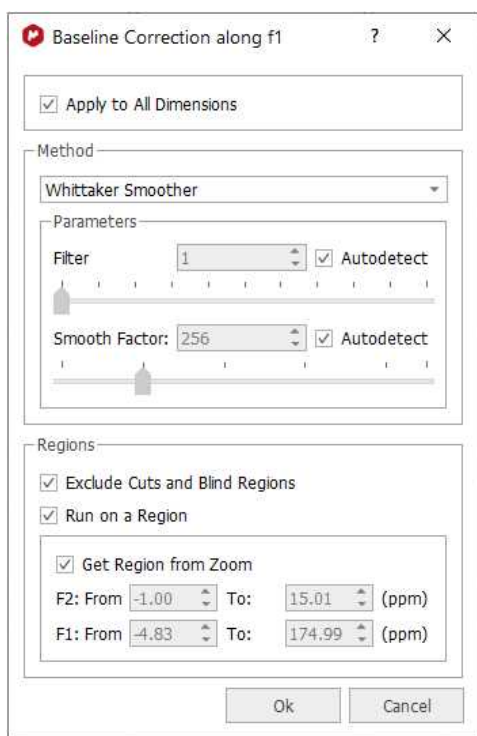 Baseline Correction along f1 ? ×
Apply to All Dimensions
Method
Whittaker Smoother
Parameters
Filter 1 Autodetect
Smooth Factor: 256 Autodetect
Regions
Exclude Cuts and Blind Regions
Run on a Region
Get Region from Zoom
F2: From -1.00 To: 15.01 (ppm)
F1: From -4.83 To: 174.99 (ppm)
Ok Cancel